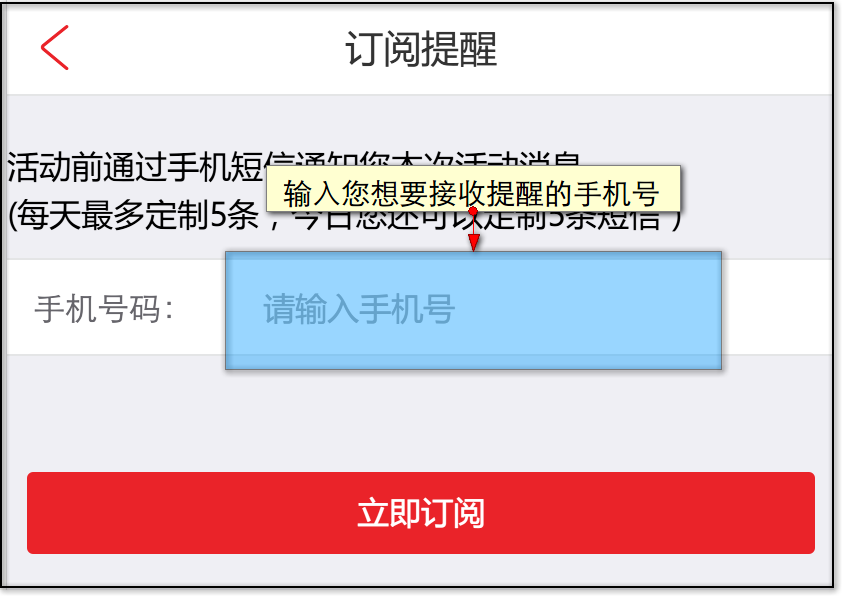 订阅提醒
活动前通过手机短信通知您本次活动消息
输入您想要接收提醒的手机号
(每天最多定制5条，今日您还可以定制5条短信）
手机号码：
请输入手机号
立即订阅